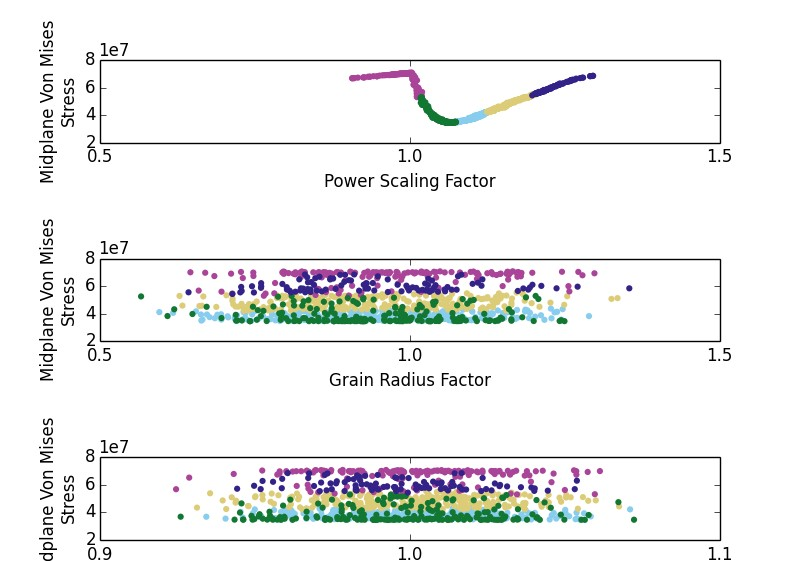 1e7
8
6
4
2
Midplane Von Mises
Stress
0.5 1.0 1.5
Power Scaling Factor
1e7
8
6
4
2
Midplane Von Mises
Stress
0.5 1.0 1.5
Grain Radius Factor
1e7
8
6
4
2
dplane Von Mises
Stress
0.9 1.0 1.1